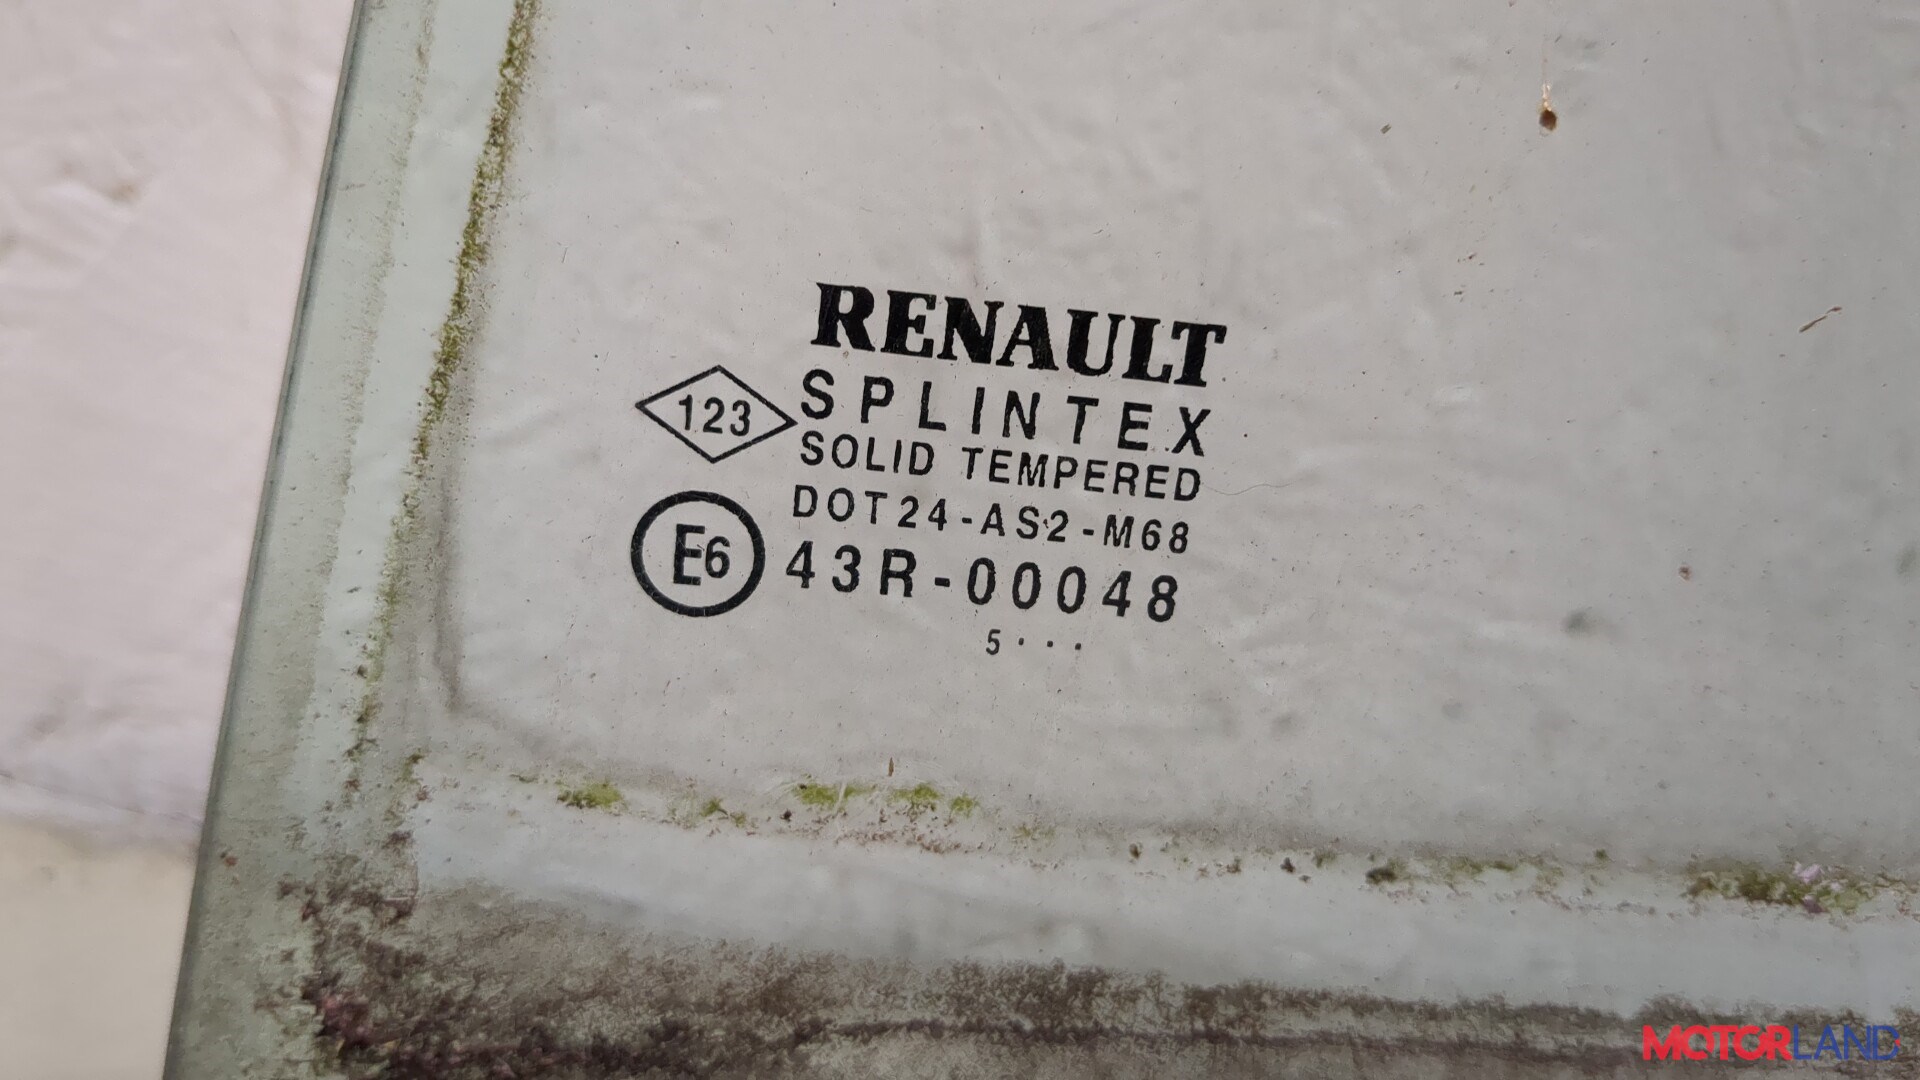 RENAULT
123
SPLINTEX
SOLID TEMPERED
DOT24-AS2-M68
E6
43R-00048
5 · · ·
MOTORLAND